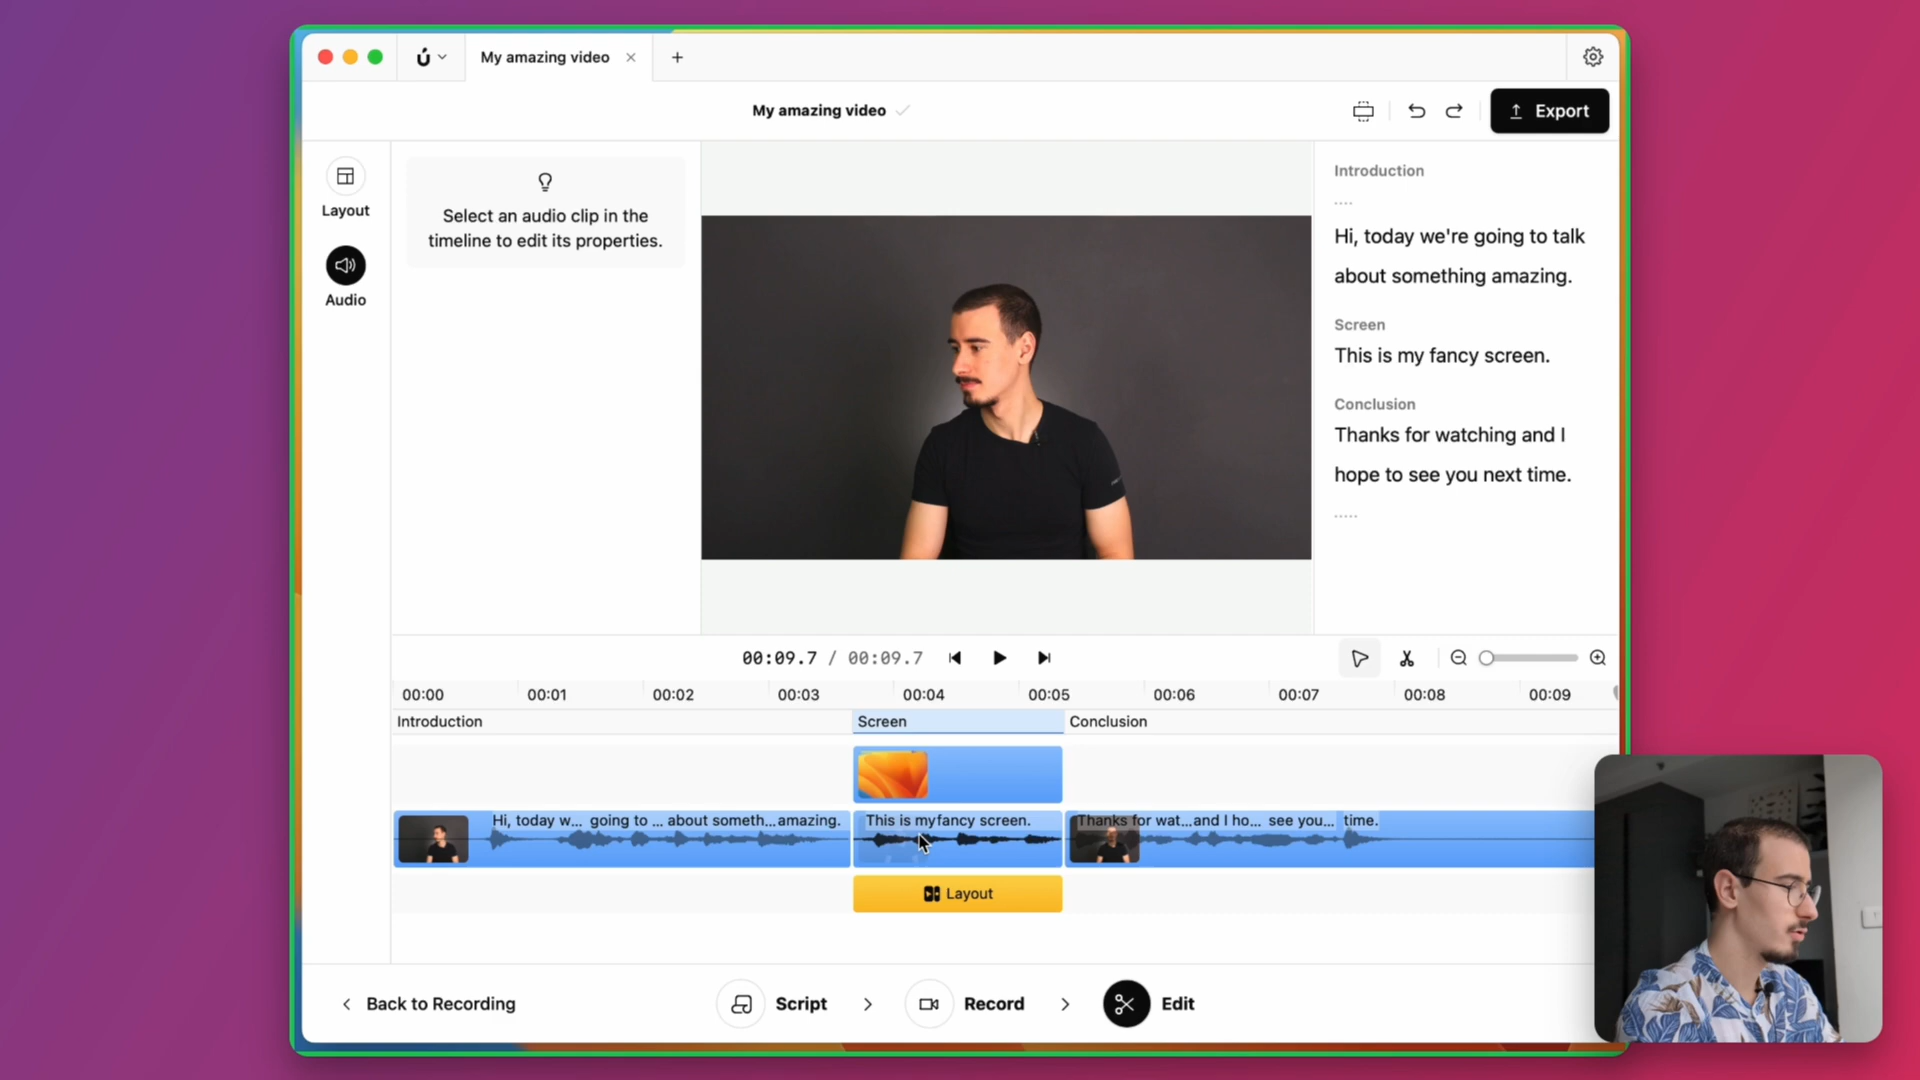 My amazing video
My amazing video
Export
Layout
Audio
Select an audio clip in the
timeline to edit its properties.
Introduction
....
Hi, today we're going to talk
about something amazing.
Screen
This is my fancy screen.
Conclusion
Thanks for watching and I
hope to see you next time.
.....
00:09.7 / 00:09.7
00:00 00:01 00:02 00:03 00:04 00:05 00:06 00:07 00:08 00:09
Introduction Screen Conclusion
Hi, today w... going to ... about someth...amazing. This is myfancy screen. Thanks for wat...and I ho... see you... time.
Layout
Back to Recording Script Record Edit